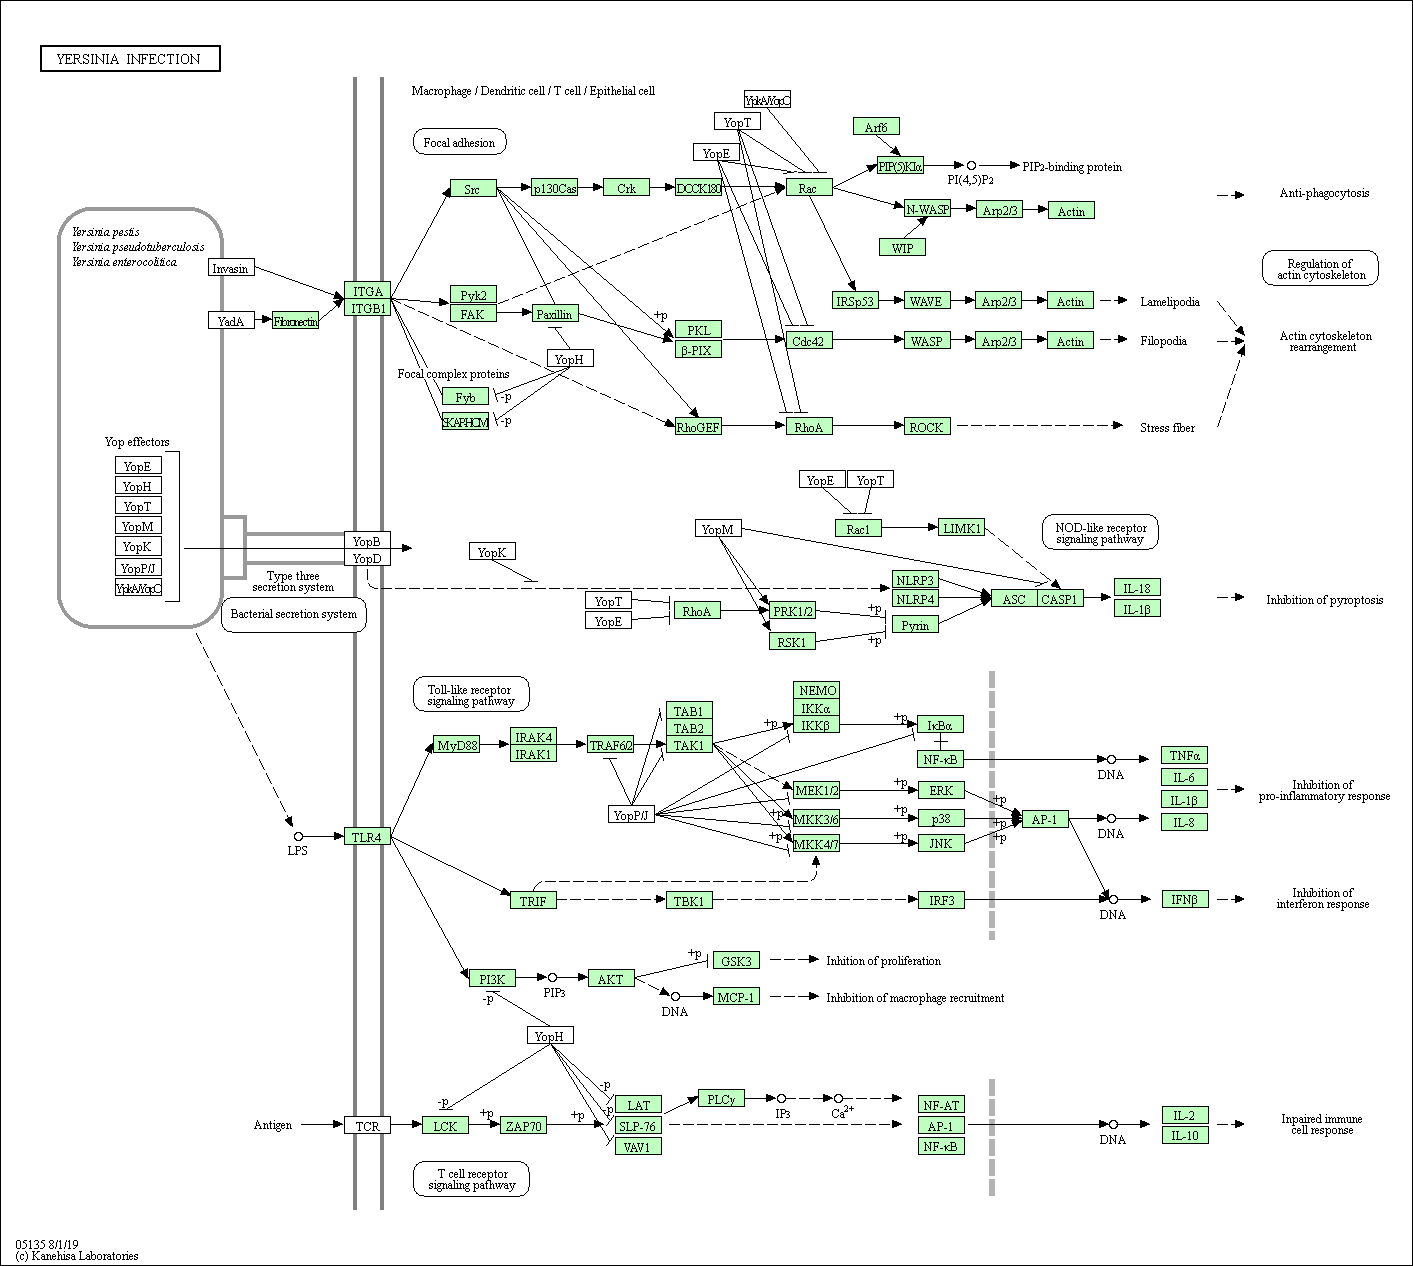 YERSINIA INFECTION
Macrophage / Dendritic cell / T cell / Epithelial cell
Focal adhesion
YpkA/YopO
YopT
YopE
Arf6
Src
p130Cas
Crk
DOCK180
Rac
PIP(5)KIα
PI(4,5)P2
PIP2-binding protein
Anti-phagocytosis
N-WASP
Arp2/3
Actin
WIP
Yersinia pestis
Yersinia pseudotuberculosis
Yersinia enterocolitica
Invasin
YadA
Fibronectin
ITGA
ITGB1
Pyk2
FAK
Paxillin
+p
PKL
β-PIX
IRSp53
WAVE
Arp2/3
Actin
Lamelipodia
Regulation of
actin cytoskeleton
Cdc42
WASP
Arp2/3
Actin
Filopodia
Actin cytoskeleton
rearrangement
YopH
Focal complex proteins
Fyb
-p
-p
RhoGEF
RhoA
ROCK
Stress fiber
Yop effectors
YopE
YopH
YopT
YopM
YopK
YopP/J
YpkA/YopO
YopB
YopD
Type three
secretion system
Bacterial secretion system
YopK
YopE
YopT
YopM
Rac1
LIMK1
NOD-like receptor
signaling pathway
YopT
YopE
RhoA
PRK1/2
RSK1
+p
+p
NLRP3
NLRP4
Pyrin
ASC
CASP1
IL-18
IL-1β
Inhibition of pyroptosis
Toll-like receptor
signaling pathway
MyD88
IRAK4
IRAK1
TRAF6/2
TAB1
TAB2
TAK1
+p
NEMO
IKKα
IKKβ
+p
IκBα
NF-κB
DNA
TNFα
IL-6
IL-1β
IL-8
Inhibition of
pro-inflammatory response
YopP/J
MEK1/2
+p
ERK
+p
+p
MKK3/6
+p
p38
+p
AP-1
DNA
+p
MKK4/7
+p
JNK
+p
LPS
TLR4
TRIF
TBK1
IRF3
DNA
IFNβ
Inhibition of
interferon response
PI3K
-p
PIP3
AKT
+p
GSK3
Inhition of proliferation
DNA
MCP-1
Inhibition of macrophage recruitment
YopH
-p
-p
-p
Antigen
TCR
LCK
+p
ZAP70
+p
LAT
SLP-76
VAV1
PLCγ
IP3
Ca2+
NF-AT
AP-1
NF-κB
DNA
IL-2
IL-10
Inpaired immune
cell response
T cell receptor
signaling pathway
05135 8/1/19
(c) Kanehisa Laboratories